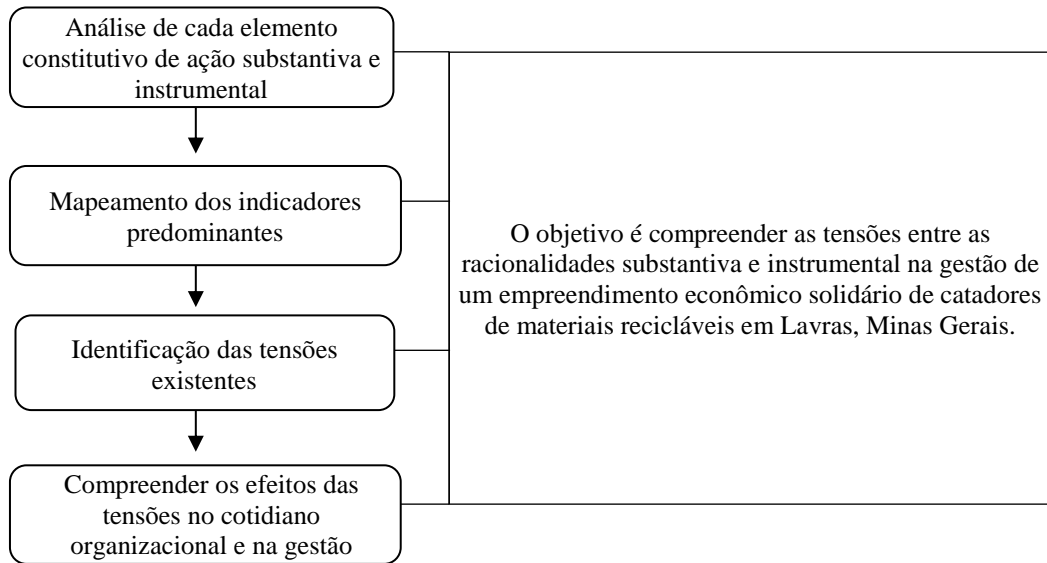 Análise de cada elemento
constitutivo de ação substantiva e
instrumental
Mapeamento dos indicadores
predominantes
Identificação das tensões
existentes
Compreender os efeitos das
tensões no cotidiano
organizacional e na gestão
O objetivo é compreender as tensões entre as
racionalidades substantiva e instrumental na gestão de
um empreendimento econômico solidário de catadores
de materiais recicláveis em Lavras, Minas Gerais.